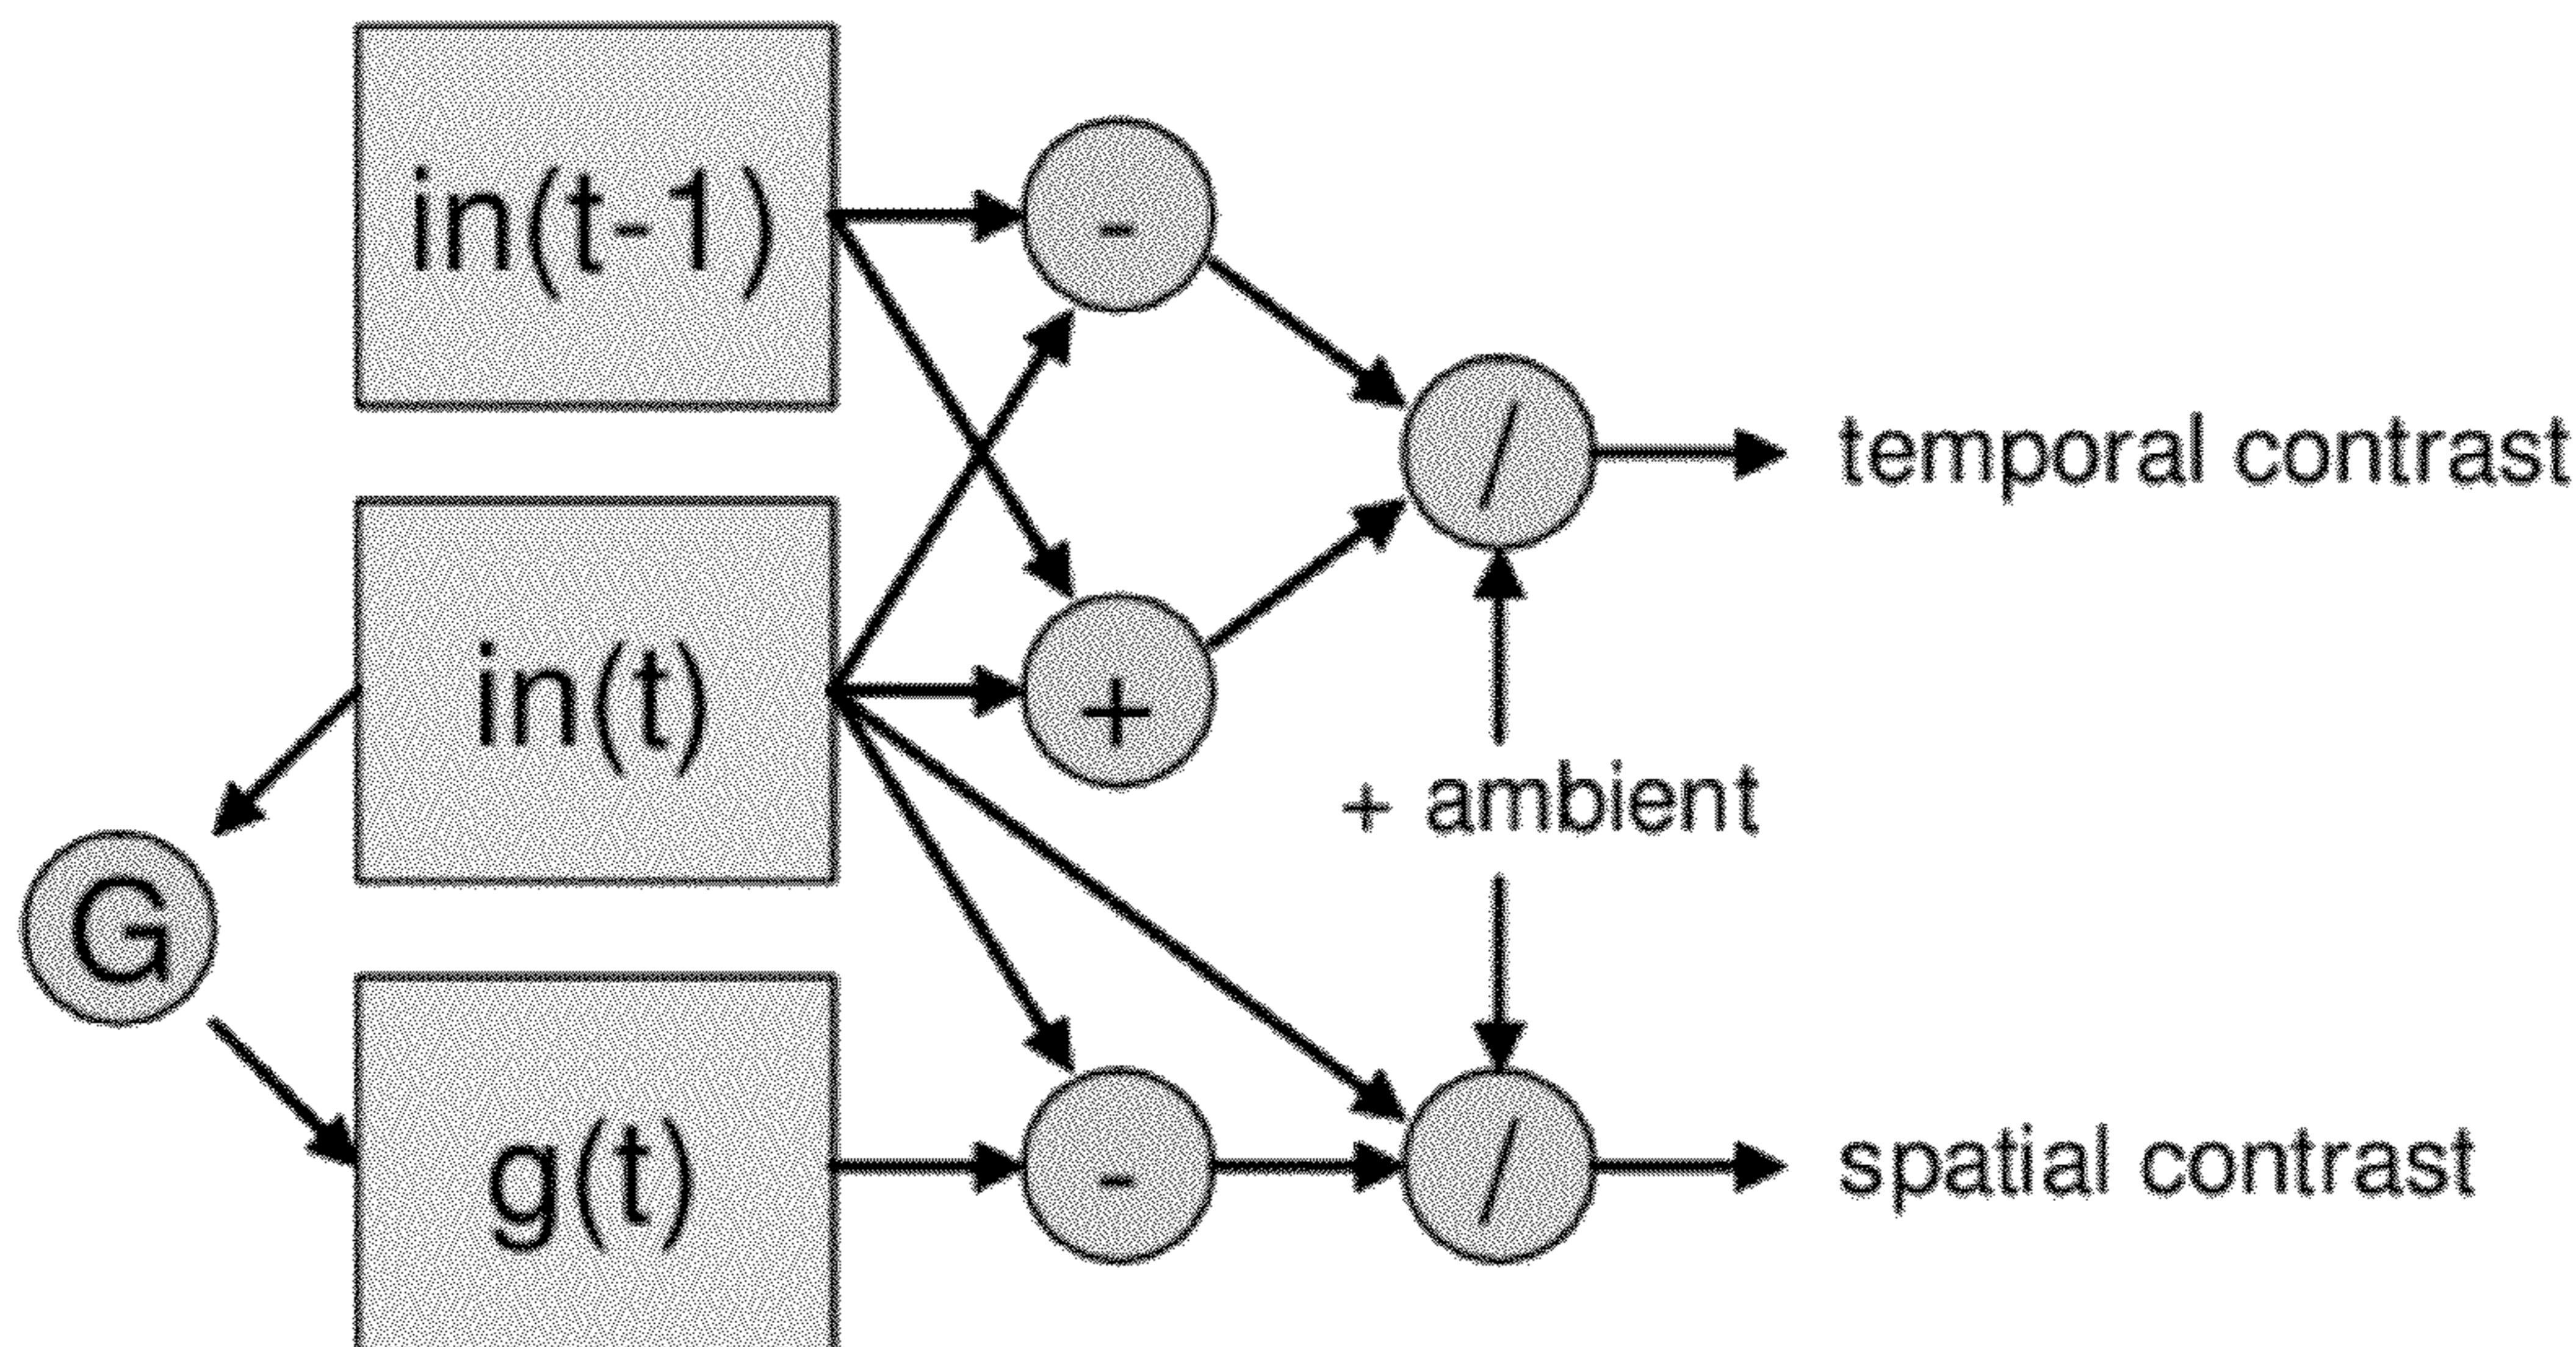 in(t-1)
-
/
temporal contrast
in(t)
+
+ ambient
G
g(t)
-
/
spatial contrast